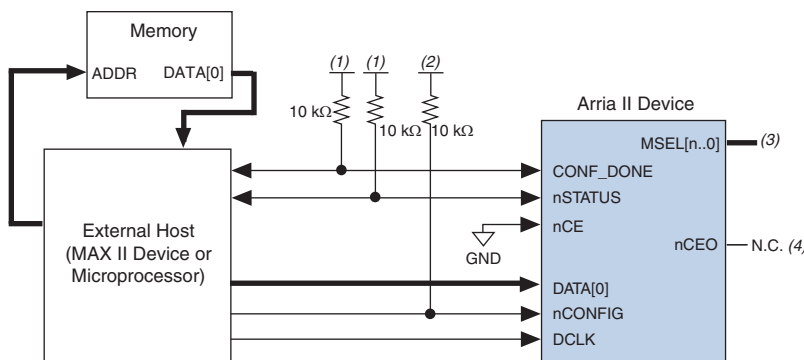 Memory
ADDR DATA[0]
(1) (1) (2)
10 kΩ 10 kΩ 10 kΩ
Arria II Device
MSEL[n..0] (3)
CONF_DONE
nSTATUS
nCE
GND
nCEO N.C. (4)
External Host
(MAX II Device or
Microprocessor)
DATA[0]
nCONFIG
DCLK